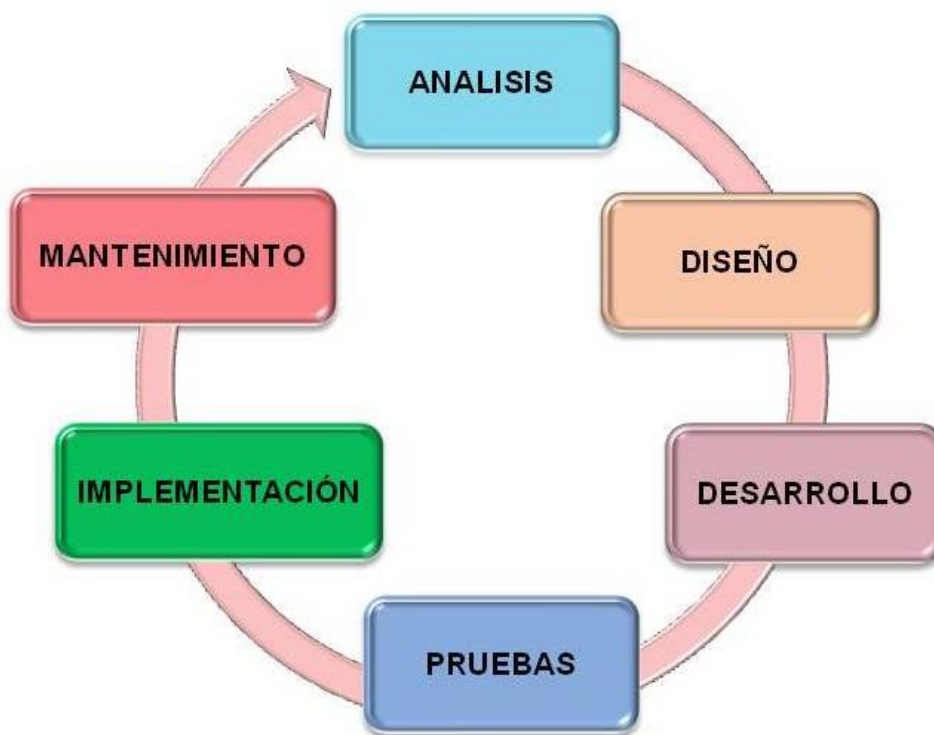 ANALISIS
DISEÑO
DESARROLLO
PRUEBAS
IMPLEMENTACIÓN
MANTENIMIENTO